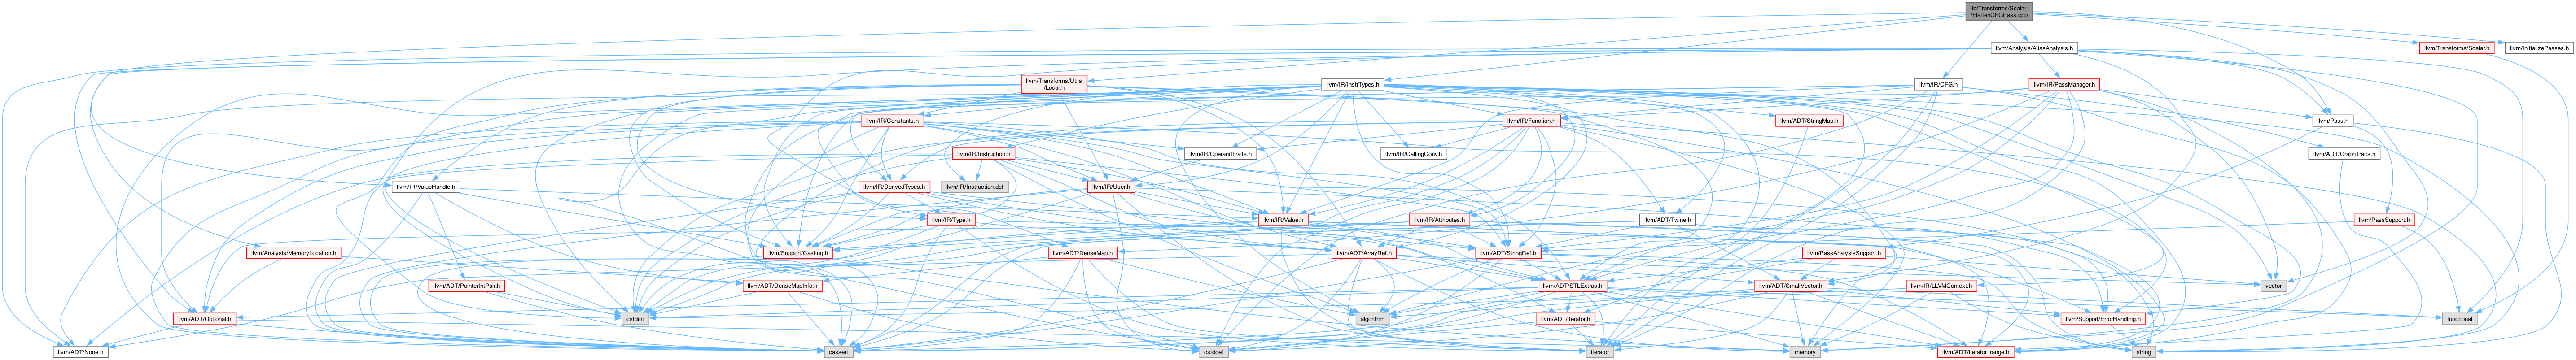 lib/Transforms/Scalar
/FlattenCFGPass.cpp
llvm/Analysis/AliasAnalysis.h
llvm/Transforms/Scalar.h
llvm/InitializePasses.h
llvm/Transforms/Utils
/Local.h
llvm/IR/InstrTypes.h
llvm/IR/CFG.h
llvm/IR/PassManager.h
llvm/IR/Constants.h
llvm/IR/Function.h
llvm/ADT/StringMap.h
llvm/Pass.h
llvm/IR/Instruction.h
llvm/IR/OperandTraits.h
llvm/IR/CallingConv.h
llvm/ADT/GraphTraits.h
llvm/IR/ValueHandle.h
llvm/IR/DerivedTypes.h
llvm/IR/Instruction.def
llvm/IR/User.h
llvm/IR/Type.h
llvm/IR/Value.h
llvm/IR/Attributes.h
llvm/ADT/Twine.h
llvm/PassSupport.h
llvm/Analysis/MemoryLocation.h
llvm/Support/Casting.h
llvm/ADT/DenseMap.h
llvm/ADT/ArrayRef.h
llvm/ADT/StringRef.h
llvm/PassAnalysisSupport.h
llvm/ADT/PointerIntPair.h
llvm/ADT/DenseMapInfo.h
llvm/ADT/STLExtras.h
llvm/ADT/SmallVector.h
llvm/IR/LLVMContext.h
vector
llvm/ADT/Optional.h
cstdint
algorithm
llvm/ADT/iterator.h
llvm/Support/ErrorHandling.h
functional
llvm/ADT/None.h
cassert
cstddef
iterator
memory
llvm/ADT/iterator_range.h
string